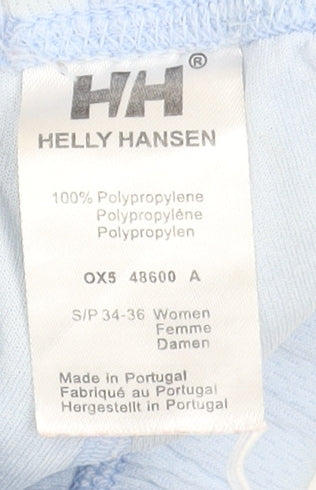 HH®
HELLY HANSEN
100% Polypropylene
Polypropylène
Polypropylen
OX5 48600 A
S/P 34-36 Women
Femme
Damen
Made in Portugal
Fabriqué au Portugal
Hergestellt in Portugal